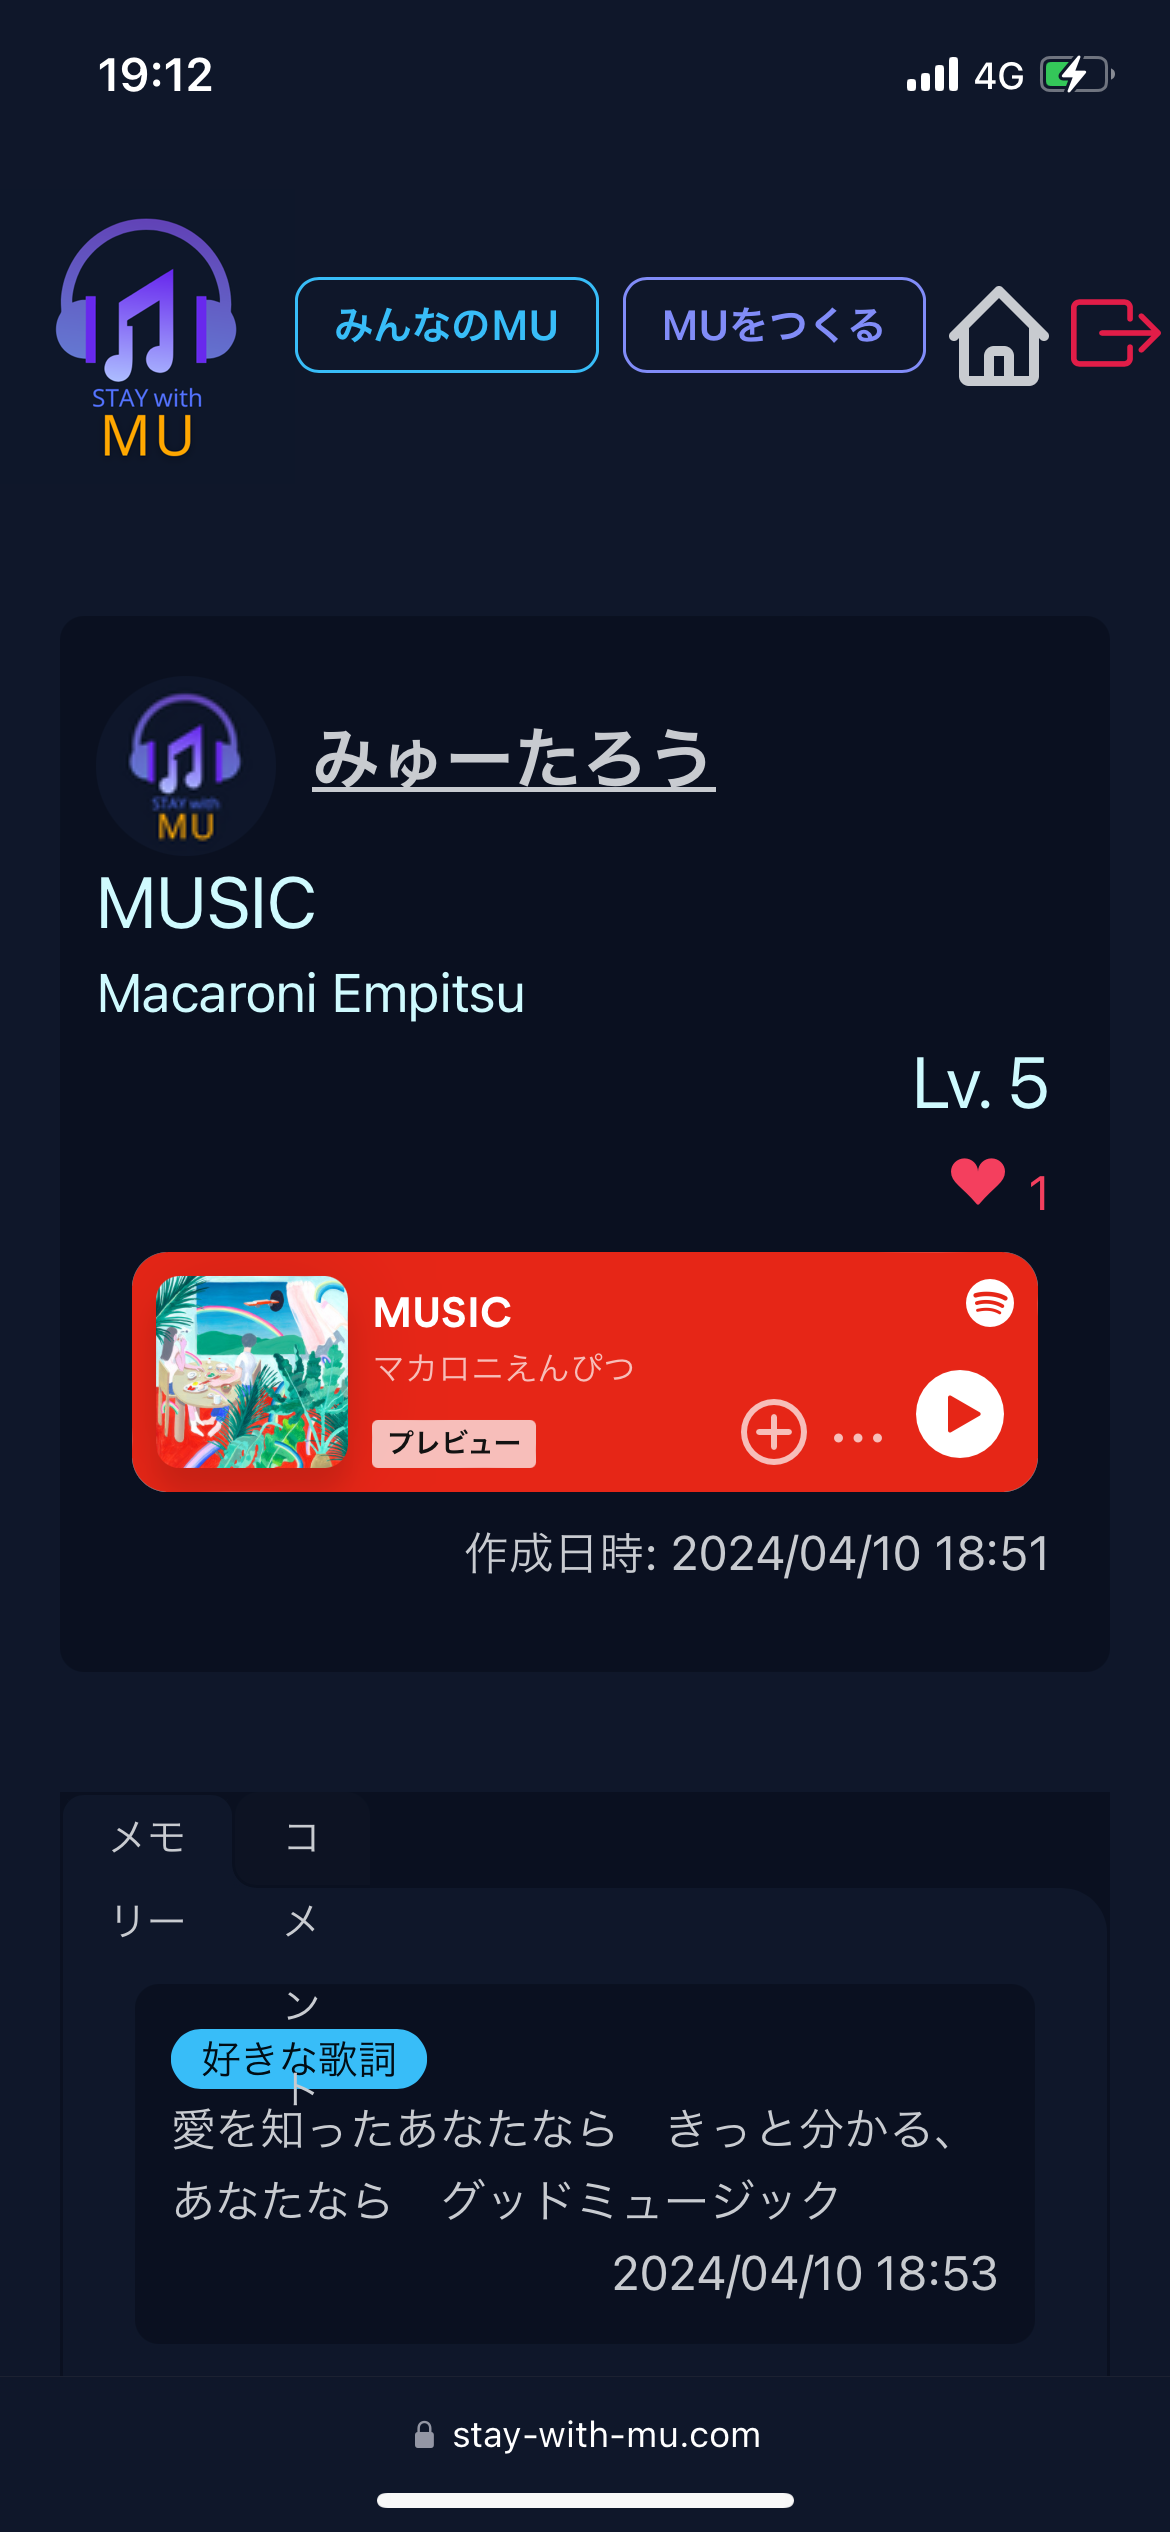 19:12
4G
STAY with
MU
みんなのMU
MUをつくる
STAY with
MU
みゅーたろう
MUSIC
Macaroni Empitsu
Lv. 5
1
MUSIC
マカロニえんぴつ
プレビュー
作成日時: 2024/04/10 18:51
メモ
リー
コ
メ
ン
ト
好きな歌詞
愛を知ったあなたなら　きっと分かる、
あなたなら　グッドミュージック
2024/04/10 18:53
stay-with-mu.com